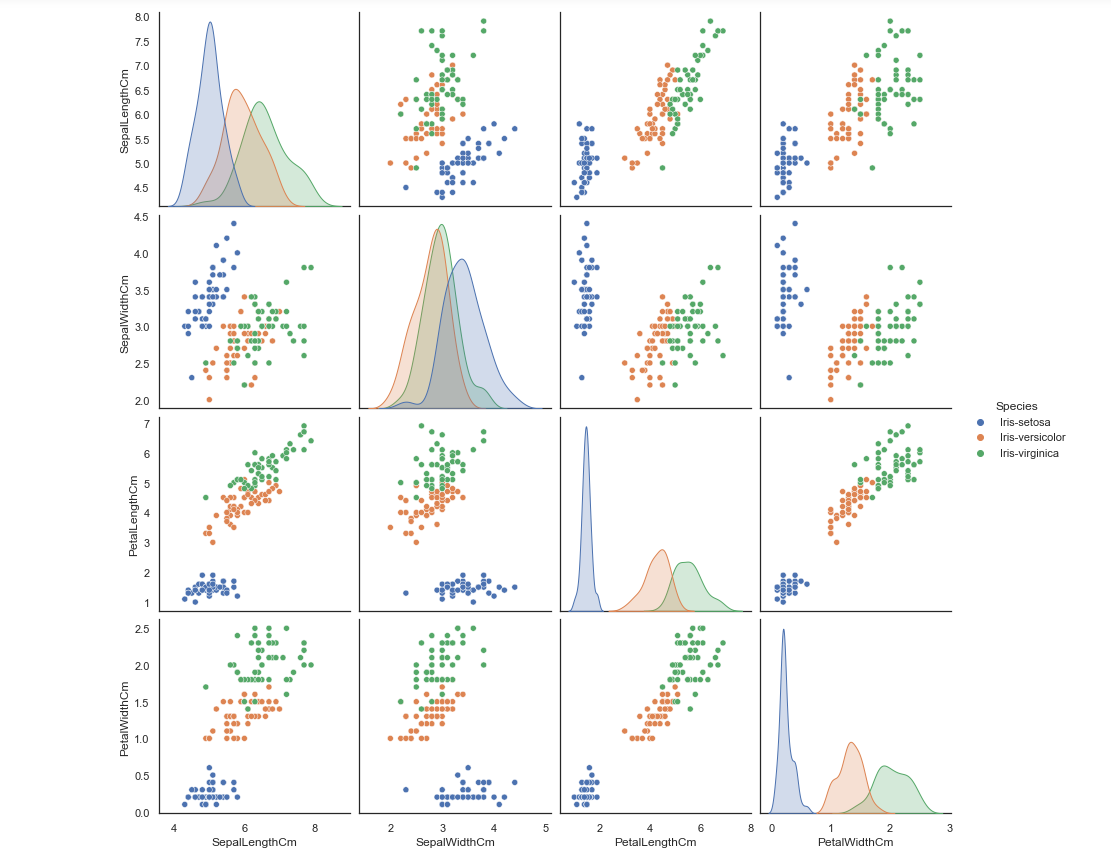 8.0
7.5
7.0
6.5
6.0
5.5
5.0
4.5
SepalLengthCm
4.5
4.0
3.5
3.0
2.5
2.0
SepalWidthCm
7
6
5
4
3
2
1
PetalLengthCm
Species
Iris-setosa
Iris-versicolor
Iris-virginica
2.5
2.0
1.5
1.0
0.5
0.0
PetalWidthCm
4 6 8 2 3 4 5 2 4 6 8 0 1 2 3
SepalLengthCm SepalWidthCm PetalLengthCm PetalWidthCm